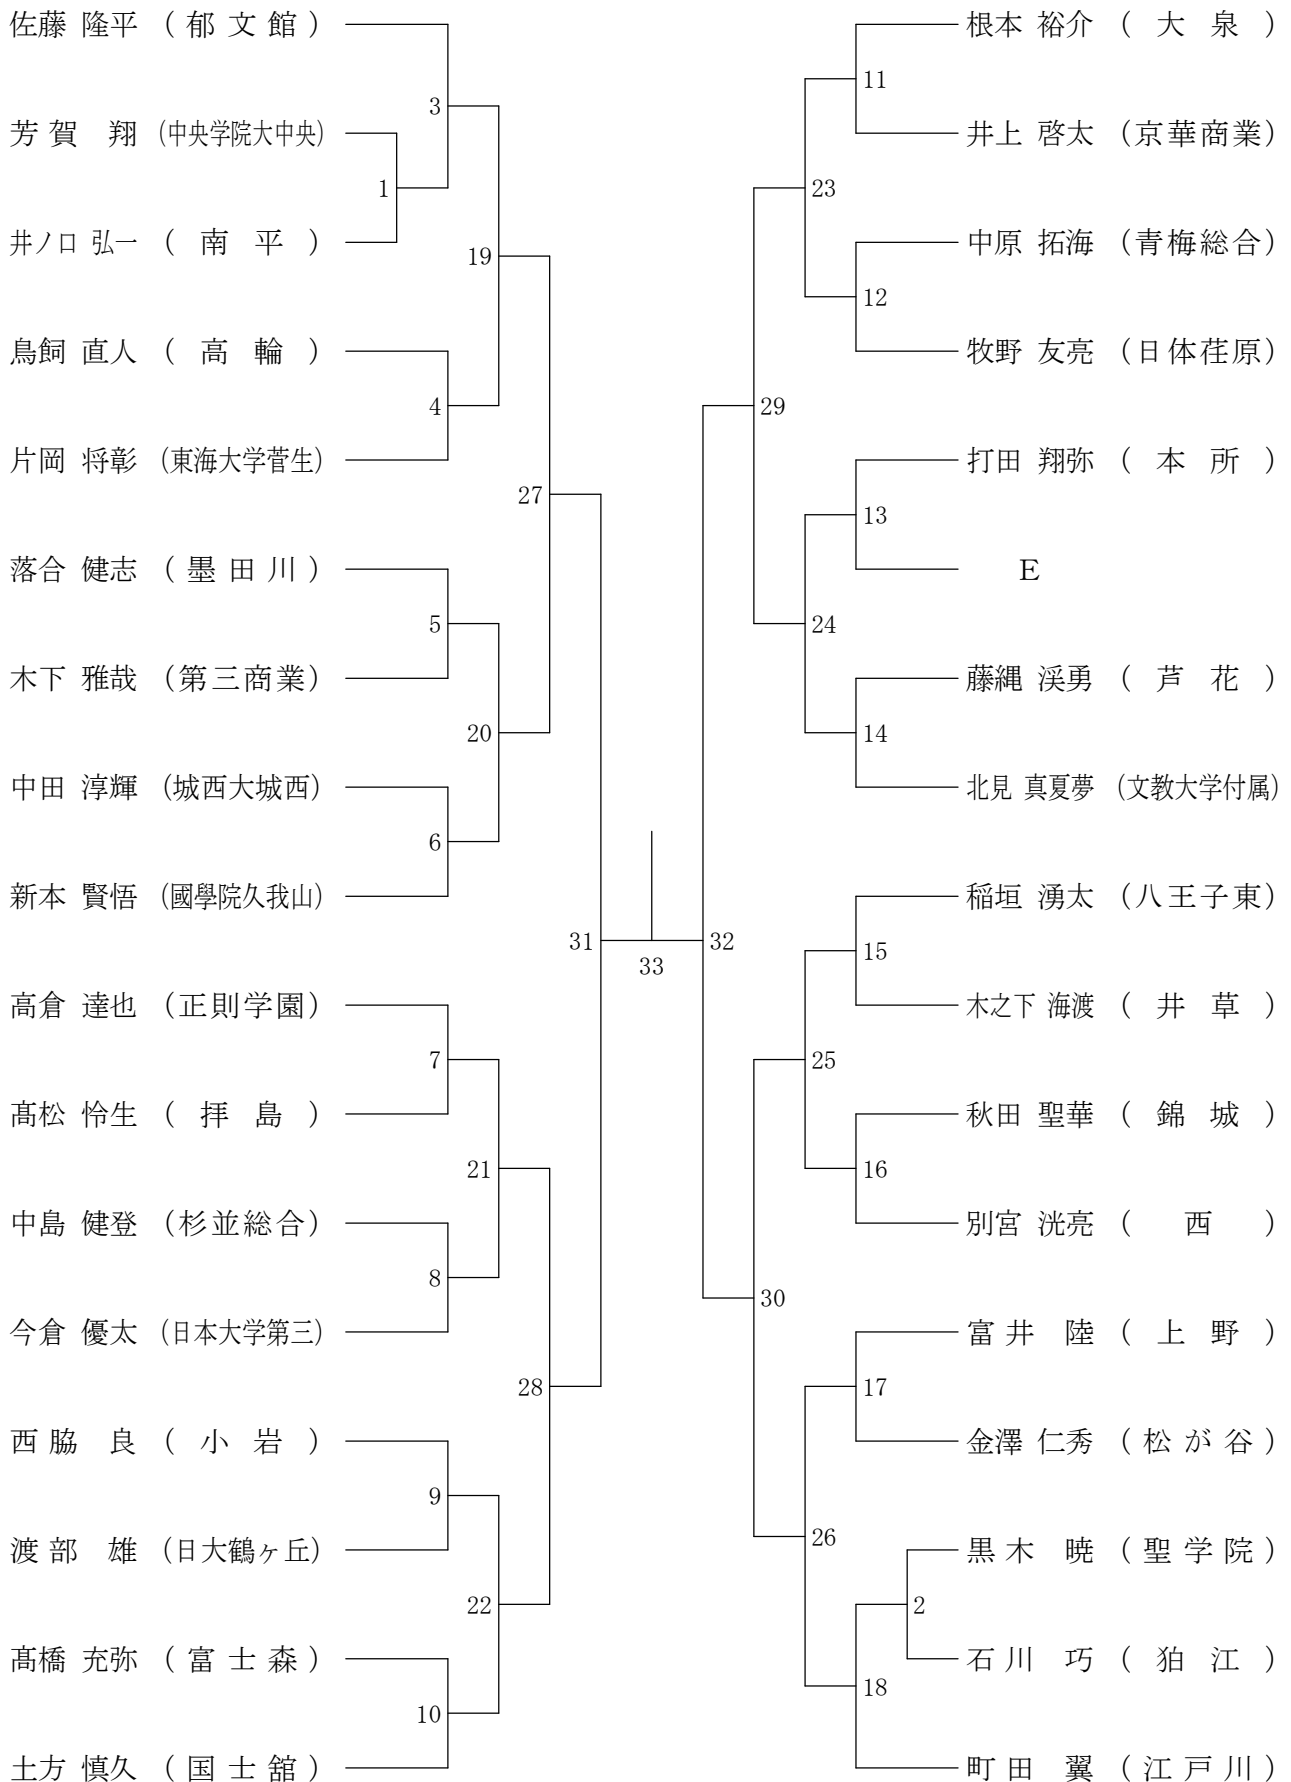 佐藤 隆平 (郁文館)
芳賀 翔 (中央学院大中央)
井ノ口 弘一 (南平)
鳥飼 直人 (高輪)
片岡 将彰 (東海大学菅生)
落合 健志 (墨田川)
木下 雅哉 (第三商業)
中田 淳輝 (城西大城西)
新本 賢悟 (國學院久我山)
高倉 達也 (正則学園)
髙松 怜生 (拝島)
中島 健登 (杉並総合)
今倉 優太 (日本大学第三)
西脇 良 (小岩)
渡部 雄 (日大鶴ヶ丘)
髙橋 充弥 (富士森)
土方 慎久 (国士舘)
3
1
19
4
27
5
20
6
31
7
21
8
28
9
22
10
33
32
11
23
12
29
13
24
14
15
25
16
30
17
26
2
18
根本 裕介 (大泉)
井上 啓太 (京華商業)
中原 拓海 (青梅総合)
牧野 友亮 (日体荏原)
打田 翔弥 (本所)
E
藤縄 渓勇 (芦花)
北見 真夏夢 (文教大学付属)
稲垣 湧太 (八王子東)
木之下 海渡 (井草)
秋田 聖華 (錦城)
別宮 洸亮 (西)
富井 陸 (上野)
金澤 仁秀 (松が谷)
黒木 暁 (聖学院)
石川 巧 (狛江)
町田 翼 (江戸川)